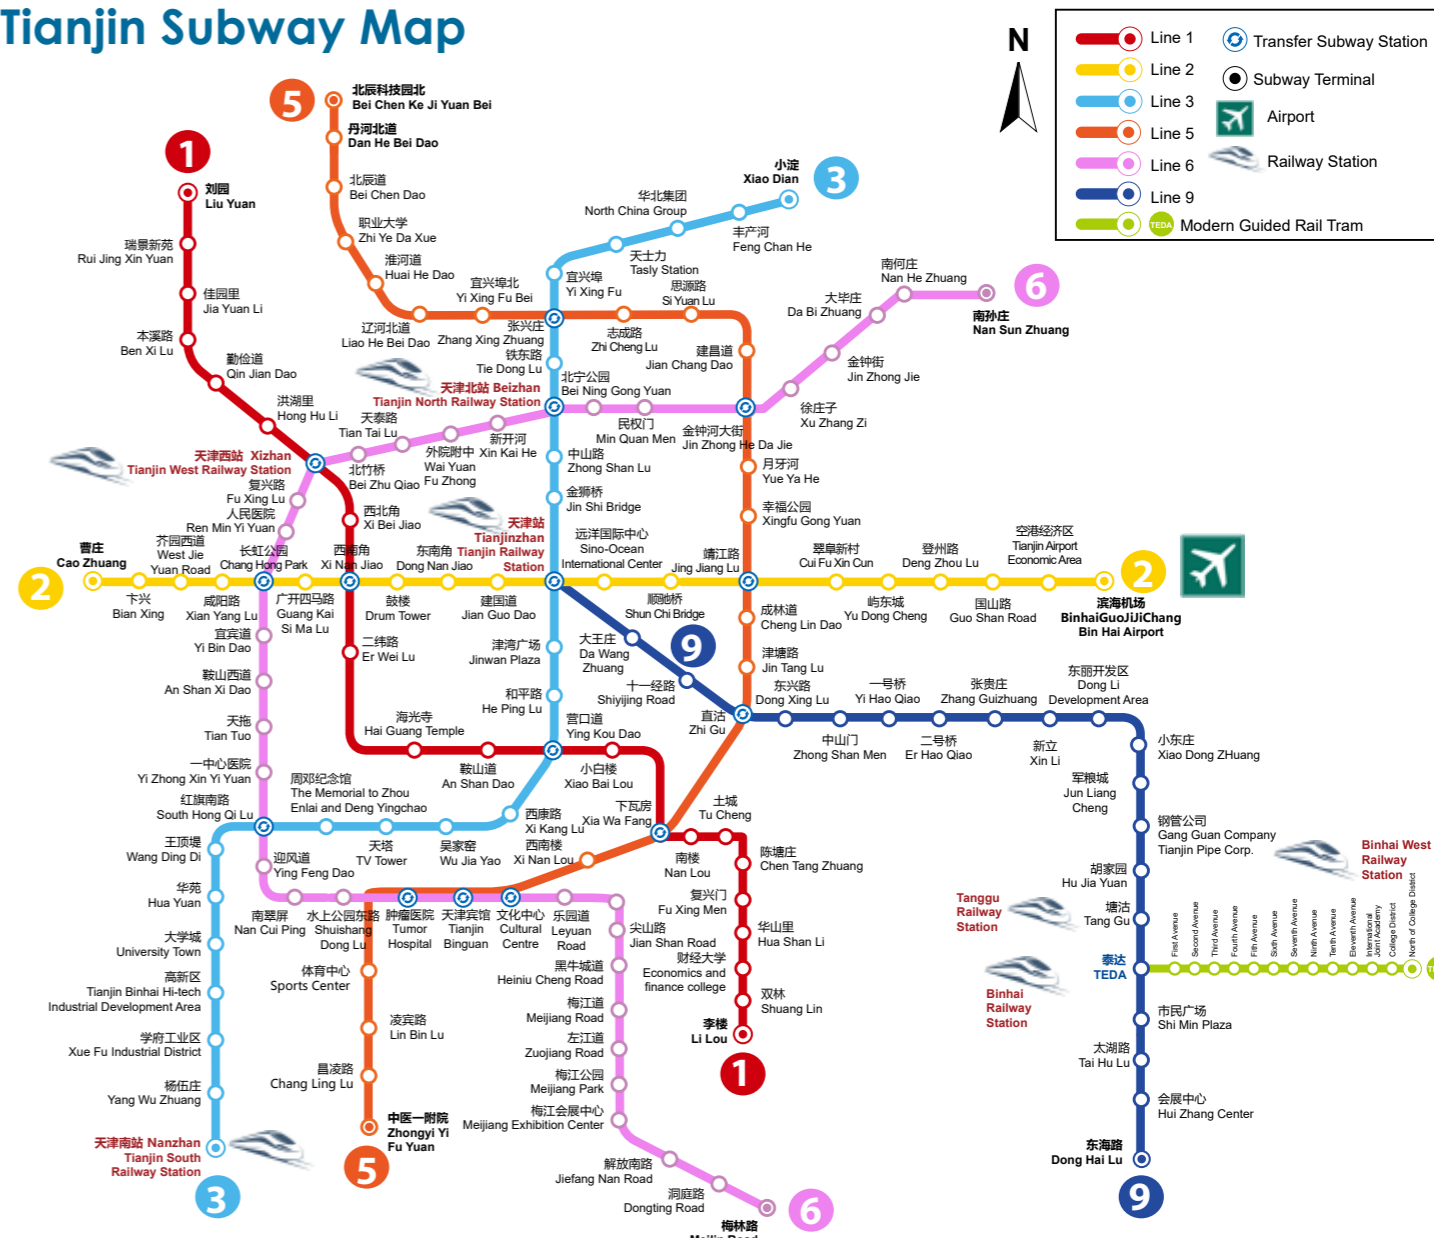 Tianjin Subway Map
N
Line 1
Line 2
Line 3
Line 5
Line 6
Line 9
TEDA
Modern Guided Rail Tram
Transfer Subway Station
Subway Terminal
Airport
Railway Station
5
北辰科技园北
Bei Chen Ke Ji Yuan Bei
丹河北道
Dan He Bei Dao
北辰道
Bei Chen Dao
职业大学
Zhi Ye Da Xue
淮河道
Huai He Dao
辽河北道
Liao He Bei Dao
宜兴埠北
Yi Xing Fu Bei
张兴庄
Zhang Xing Zhuang
志成路
Zhi Cheng Lu
思源路
Si Yuan Lu
建昌道
Jian Chang Dao
1
刘园
Liu Yuan
瑞景新苑
Rui Jing Xin Yuan
佳园里
Jia Yuan Li
本溪路
Ben Xi Lu
勤俭道
Qin Jian Dao
洪湖里
Hong Hu Li
天津西站 Xizhan
Tianjin West Railway Station
小淀
Xiao Dian
3
华北集团
North China Group
丰产河
Feng Chan He
天士力
Tasly Station
宜兴埠
Yi Xing Fu
铁东路
Tie Dong Lu
天津北站 Beizhan
Tianjin North Railway Station
南何庄
Nan He Zhuang
6
南孙庄
Nan Sun Zhuang
大毕庄
Da Bi Zhuang
金钟街
Jin Zhong Jie
徐庄子
Xu Zhang Zi
北宁公园
Bei Ning Gong Yuan
民权门
Min Quan Men
金钟河大街
Jin Zhong He Da Jie
天泰路
Tian Tai Lu
北竹桥
Bei Zhu Qiao
外院附中
Wai Yuan
Fu Zhong
新开河
Xin Kai He
复兴路
Fu Xing Lu
人民医院
Ren Min Yi Yuan
西北角
Xi Bei Jiao
中山路
Zhong Shan Lu
金狮桥
Jin Shi Bridge
月牙河
Yue Ya He
幸福公园
Xingfu Gong Yuan
天津站
Tianjinzhan
Tianjin Railway
Station
2
曹庄
Cao Zhuang
卞兴
Bian Xing
芥园西道
West Jie
Yuan Road
咸阳路
Xian Yang Lu
长虹公园
Chang Hong Park
广开四马路
Guang Kai
Si Ma Lu
西南角
Xi Nan Jiao
鼓楼
Drum Tower
东南角
Dong Nan Jiao
建国道
Jian Guo Dao
远洋国际中心
Sino-Ocean
International Center
顺驰桥
Shun Chi Bridge
靖江路
Jing Jiang Lu
翠阜新村
Cui Fu Xin Cun
屿东城
Yu Dong Cheng
登州路
Deng Zhou Lu
国山路
Guo Shan Road
空港经济区
Tianjin Airport
Economic Area
2
滨海机场
BinhaiGuoJiJiChang
Bin Hai Airport
宜宾道
Yi Bin Dao
鞍山西道
An Shan Xi Dao
天拖
Tian Tuo
一中心医院
Yi Zhong Xin Yi Yuan
红旗南路
South Hong Qi Lu
二纬路
Er Wei Lu
海光寺
Hai Guang Temple
鞍山道
An Shan Dao
津湾广场
Jinwan Plaza
和平路
He Ping Lu
营口道
Ying Kou Dao
小白楼
Xiao Bai Lou
下瓦房
Xia Wa Fang
大王庄
Da Wang
Zhuang
9
十一经路
Shiyijing Road
成林道
Cheng Lin Dao
津塘路
Jin Tang Lu
直沽
Zhi Gu
东兴路
Dong Xing Lu
中山门
Zhong Shan Men
一号桥
Yi Hao Qiao
二号桥
Er Hao Qiao
张贵庄
Zhang Guizhuang
新立
Xin Li
东丽开发区
Dong Li
Development Area
小东庄
Xiao Dong ZHuang
军粮城
Jun Liang
Cheng
钢管公司
Gang Guan Company
Tianjin Pipe Corp.
胡家园
Hu Jia Yuan
塘沽
Tang Gu
泰达
TEDA
Tanggu
Railway
Station
Binhai
Railway
Station
Binhai West
Railway
Station
First Avenue
Second Avenue
Third Avenue
Fourth Avenue
Fifth Avenue
Sixth Avenue
Seventh Avenue
Ninth Avenue
Tenth Avenue
Eleventh Avenue
International
Joint Academy
College District
North of College District
市民广场
Shi Min Plaza
太湖路
Tai Hu Lu
会展中心
Hui Zhang Center
东海路
Dong Hai Lu
9
周邓纪念馆
The Memorial to Zhou
Enlai and Deng Yingchao
天塔
TV Tower
吴家窑
Wu Jia Yao
西康路
Xi Kang Lu
西南楼
Xi Nan Lou
王顶堤
Wang Ding Di
华苑
Hua Yuan
大学城
University Town
高新区
Tianjin Binhai Hi-tech
Industrial Development Area
学府工业区
Xue Fu Industrial District
杨伍庄
Yang Wu Zhuang
天津南站 Nanzhan
Tianjin South
Railway Station
3
迎风道
Ying Feng Dao
南翠屏
Nan Cui Ping
水上公园东路
Shuishang
Dong Lu
肿瘤医院
Tumor
Hospital
天津宾馆
Tianjin
Binguan
文化中心
Cultural
Centre
乐园道
Leyuan
Road
尖山路
Jian Shan Road
黑牛城道
Heiniu Cheng Road
梅江道
Meijiang Road
左江道
Zuojiang Road
梅江公园
Meijiang Park
梅江会展中心
Meijiang Exhibition Center
解放南路
Jiefang Nan Road
洞庭路
Dongting Road
梅林路
6
体育中心
Sports Center
凌宾路
Lin Bin Lu
昌凌路
Chang Ling Lu
中医一附院
Zhongyi Yi
Fu Yuan
5
土城
Tu Cheng
南楼
Nan Lou
陈塘庄
Chen Tang Zhuang
复兴门
Fu Xing Men
华山里
Hua Shan Li
财经大学
Economics and
finance college
双林
Shuang Lin
李楼
Li Lou
1